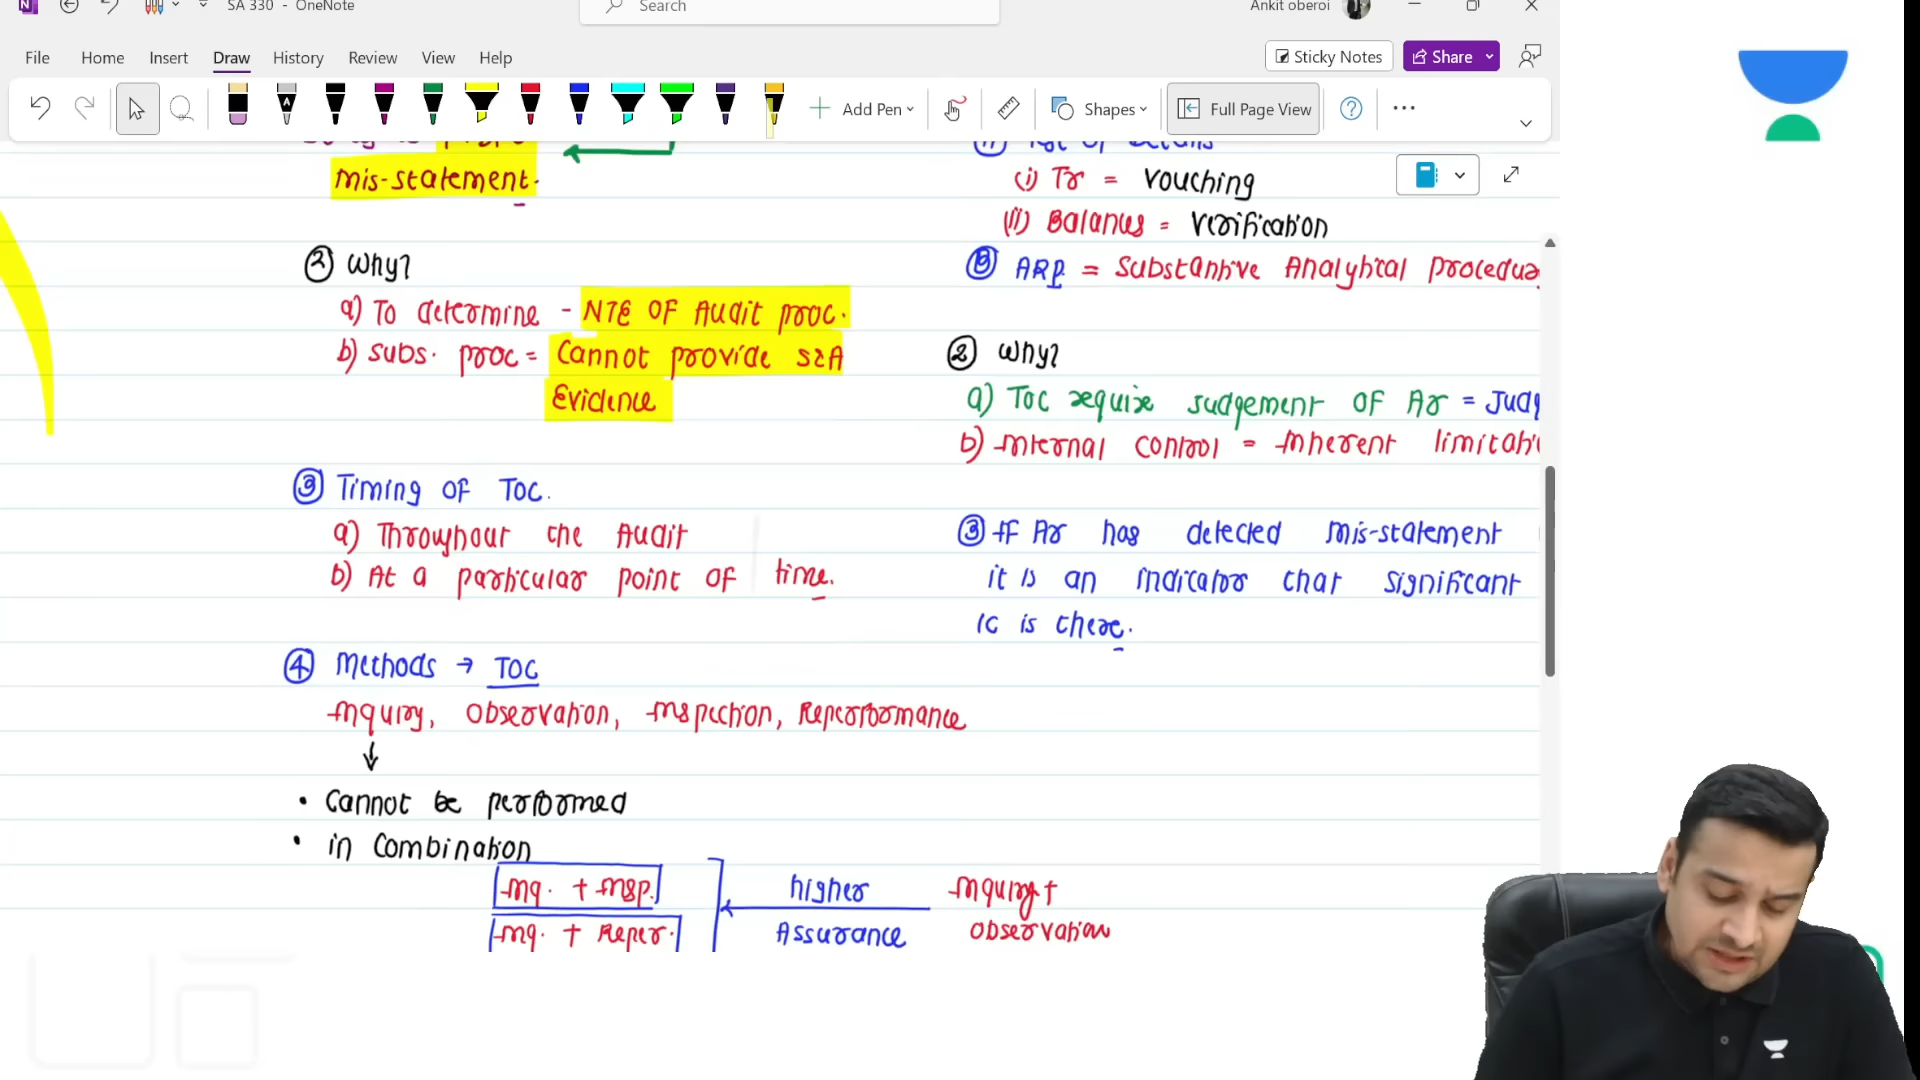 SA 330 - OneNote
Search
Ankit oberoi
File Home Insert Draw History Review View Help
Sticky Notes Share
Add Pen Shapes Full Page View
mis-statement.
② Why?
a) To determine - NTE OF Audit proc.
b) subs. proc = Cannot provide S&A
Evidence
③ Timing of TOC.
a) Throughout the Audit
b) At a particular point of time.
④ Methods → TOC
Inquiry, Observation, Inspection, Reperformance
↓
• Cannot be performed
• in Combination
Inq. + Insp.
Inq. + Reper.
higher
Assurance
Inquiry +
Observation
(i) Tr = Vouching
(ii) Balances = Verification
Ⓑ ARP = Substantive Analytical procedu
② Why?
a) TOC require judgement of Ar = Judg
b) Internal Control = Inherent limitati
③ If Ar has detected mis-statement
it is an indicator that significant
IC is there.